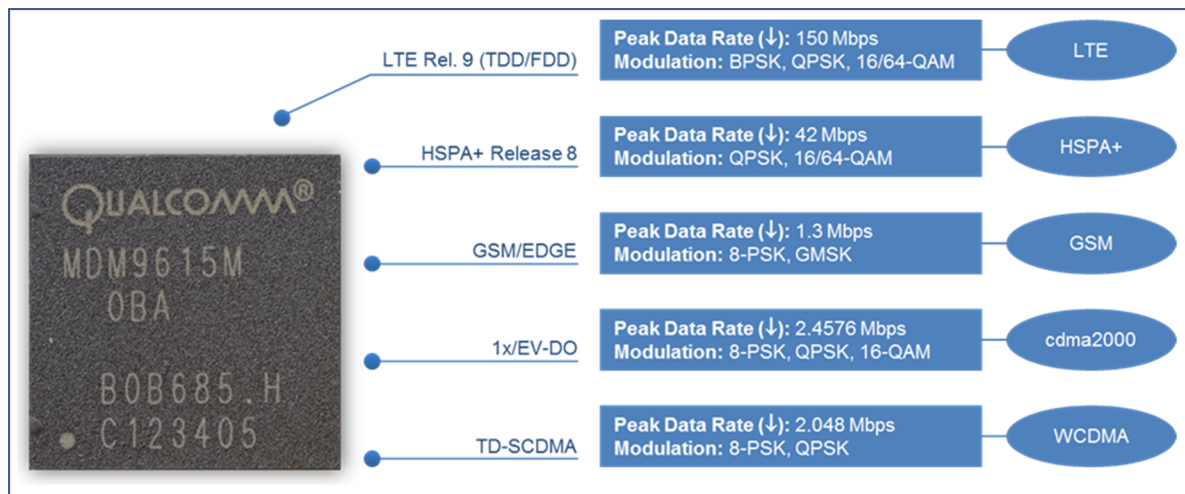 LTE Rel. 9 (TDD/FDD)
Peak Data Rate (↓): 150 Mbps
Modulation: BPSK, QPSK, 16/64-QAM
LTE
HSPA+ Release 8
Peak Data Rate (↓): 42 Mbps
Modulation: QPSK, 16/64-QAM
HSPA+
GSM/EDGE
Peak Data Rate (↓): 1.3 Mbps
Modulation: 8-PSK, GMSK
GSM
1x/EV-DO
Peak Data Rate (↓): 2.4576 Mbps
Modulation: 8-PSK, QPSK, 16-QAM
cdma2000
TD-SCDMA
Peak Data Rate (↓): 2.048 Mbps
Modulation: 8-PSK, QPSK
WCDMA
QUALCOMM®
MDM9615M
OBA
B0B685.H
C123405